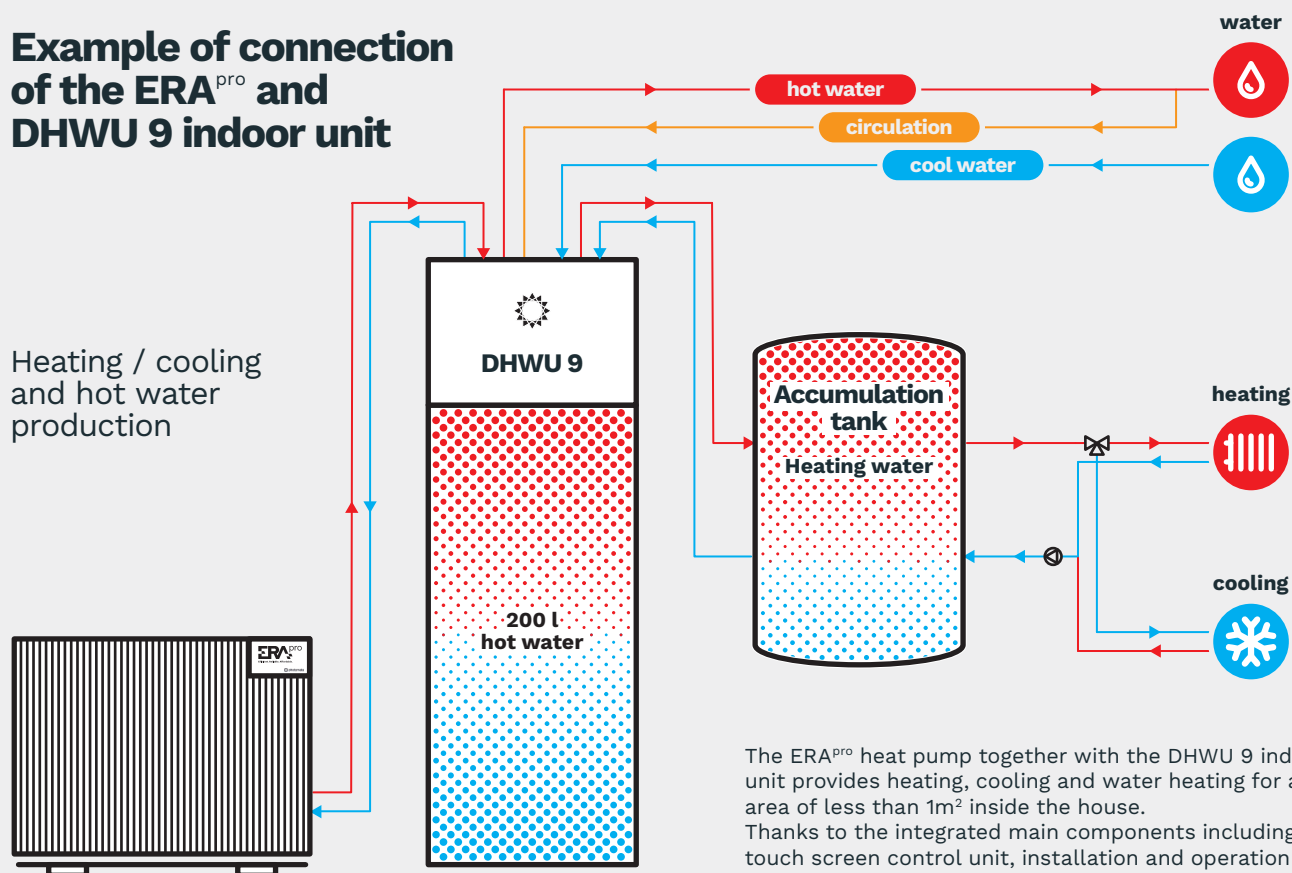 Example of connection
of the ERApro and
DHWU 9 indoor unit
Heating / cooling
and hot water
production
water
hot water
circulation
cool water
DHWU 9
200 l
hot water
Accumulation
tank
Heating water
heating
cooling
ERApro
The ERApro heat pump together with the DHWU 9 ind
unit provides heating, cooling and water heating for a
area of less than 1m² inside the house.
Thanks to the integrated main components including
touch screen control unit, installation and operation